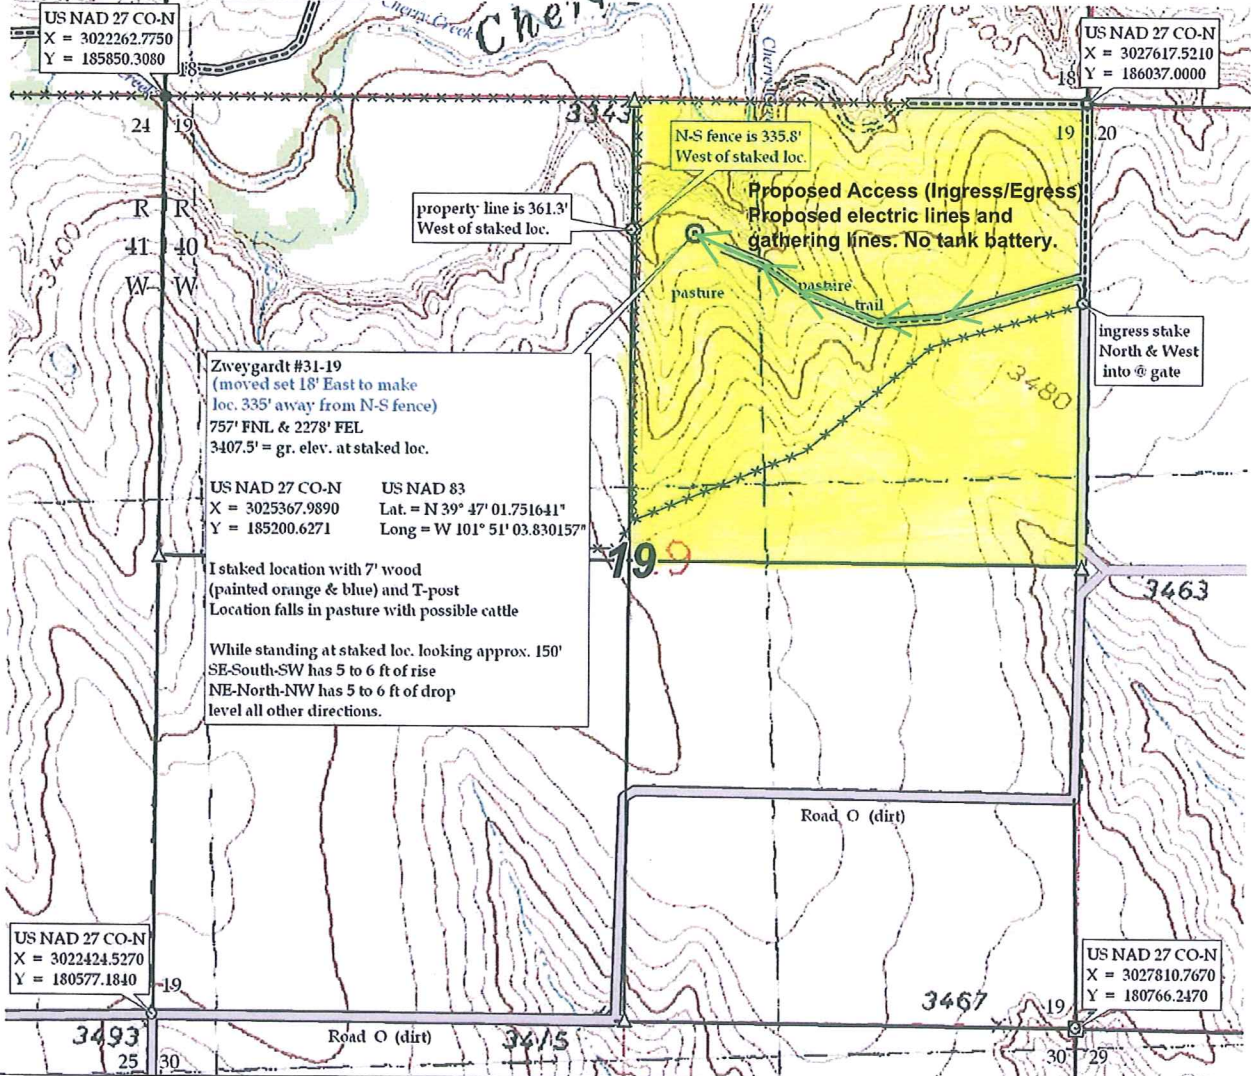 US NAD 27 CO-N
X = 3022262.7750
Y = 185850.3080
Cherry Creek
Cher
Cherry Creek
3400
US NAD 27 CO-N
X = 3027617.5210
Y = 186037.0000
18
18
Creek
24 19
3343
19 20
N-S fence is 335.8'
West of staked loc.
Proposed Access (Ingress/Egress)
Proposed electric lines and
gathering lines. No tank battery.
property line is 361.3'
West of staked loc.
R R
41 40
W W
3400
pasture
pasture
trail
ingress stake
North & West
into @ gate
3480
Zweygardt #31-19
(moved set 18' East to make
loc. 335' away from N-S fence)
757' FNL & 2278' FEL
3407.5' = gr. elev. at staked loc.
US NAD 27 CO-N
X = 3025367.9890
Y = 185200.6271
US NAD 83
Lat. = N 39° 47' 01.751641"
Long = W 101° 51' 03.830157"
I staked location with 7' wood
(painted orange & blue) and T-post
Location falls in pasture with possible cattle
While standing at staked loc. looking approx. 150'
SE-South-SW has 5 to 6 ft of rise
NE-North-NW has 5 to 6 ft of drop
level all other directions.
19
9
3463
Road O (dirt)
US NAD 27 CO-N
X = 3022424.5270
Y = 180577.1840
19
US NAD 27 CO-N
X = 3027810.7670
Y = 180766.2470
3467
19
3493
Road O (dirt)
3475
25 30
30 29